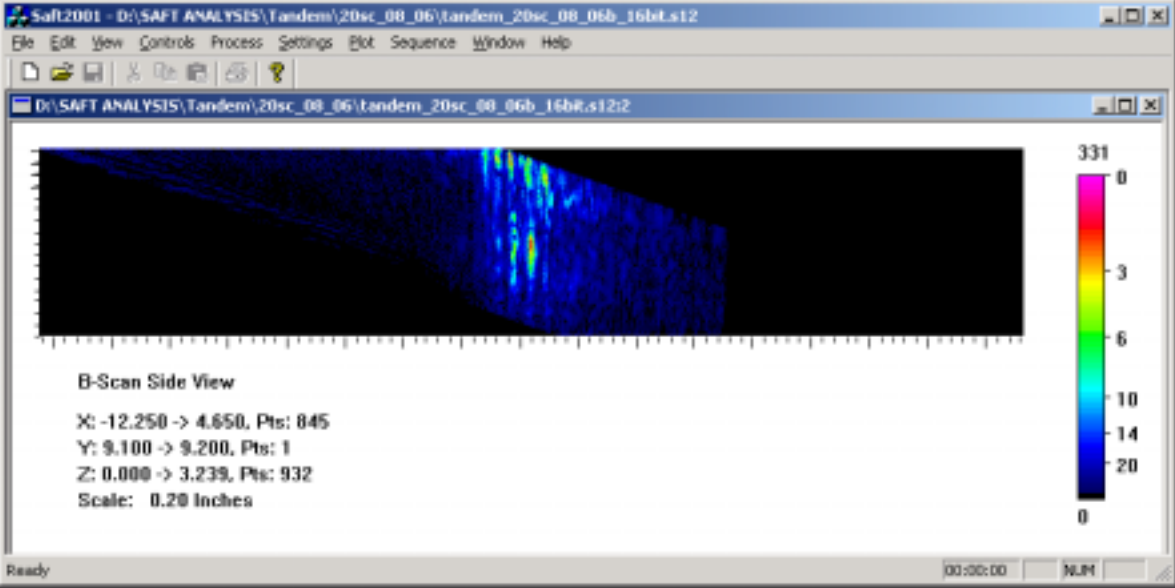 Saft2001 - D:\SAFT ANALYSIS\Tandem\20sc_08_06\tandem_20sc_08_06b_16bit.s12
File Edit View Controls Process Settings Plot Sequence Window Help
D:\SAFT ANALYSIS\Tandem\20sc_08_06\tandem_20sc_08_06b_16bit.s12:2
331
0
3
6
10
14
20
0
B-Scan Side View
X: -12.250 -> 4.650, Pts: 845
Y: 9.100 -> 9.200, Pts: 1
Z: 0.000 -> 3.239, Pts: 932
Scale: 0.20 Inches
Ready 00:00:00 NUM